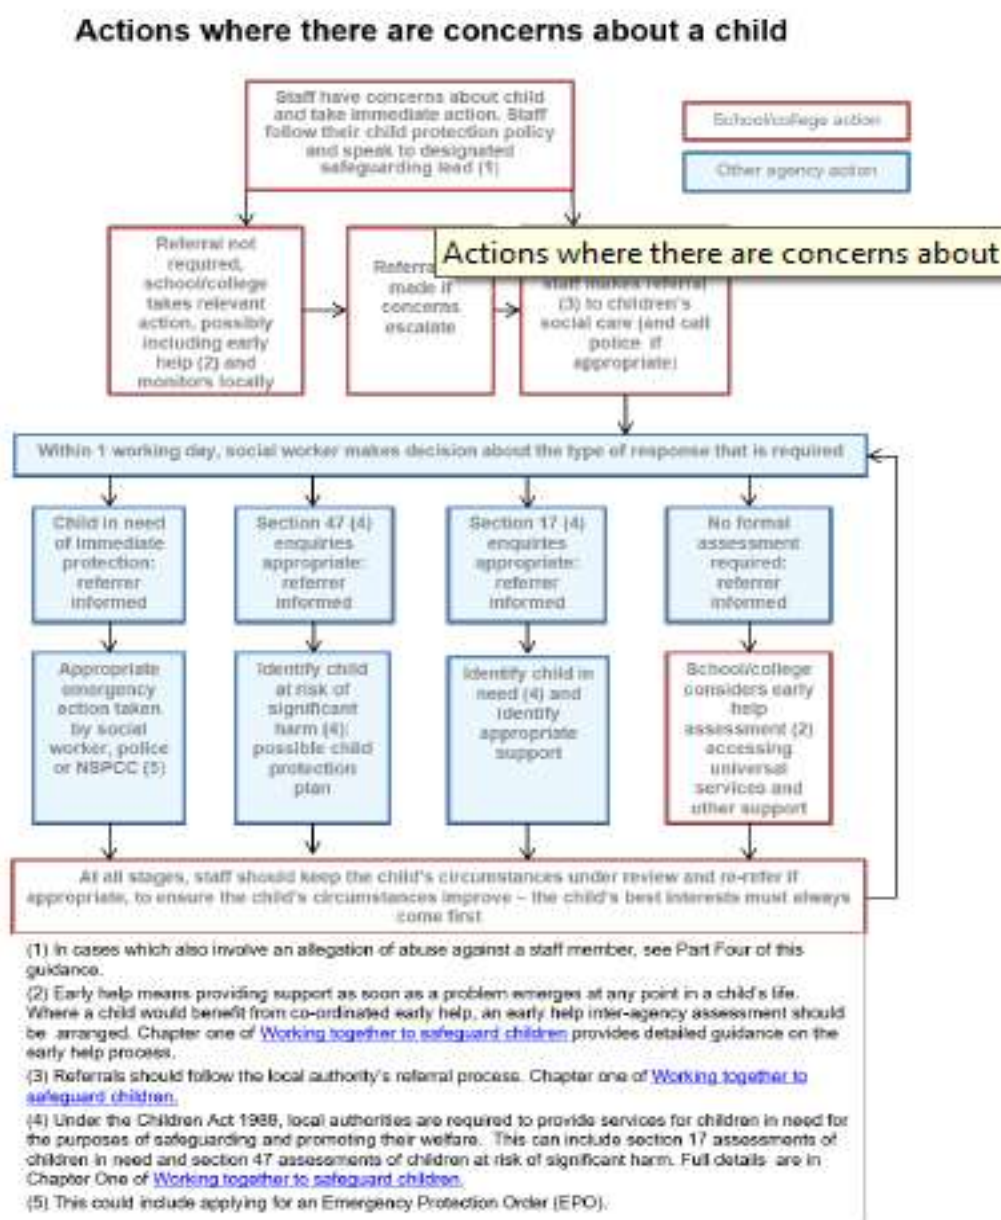 Actions where there are concerns about a child
Staff have concerns about child
and take immediate action. Staff
follow their child protection policy
and speak to designated
safeguarding lead (1)
School/college action
Other agency action
Referral not
required,
school/college
takes relevant
action, possibly
including early
help (2) and
monitors locally
Referral
made if
concerns
escalate
Actions where there are concerns about
staff makes referral
(3) to children's
social care (and call
police if
appropriate)
Within 1 working day, social worker makes decision about the type of response that is required
Child in need
of immediate
protection:
referrer
informed
Section 47 (4)
enquiries
appropriate:
referrer
informed
Section 17 (4)
enquiries
appropriate:
referrer
informed
No formal
assessment
required:
referrer
informed
Appropriate
emergency
action taken
by social
worker, police
or NSPCC (5)
Identify child
at risk of
significant
harm (4):
possible child
protection
plan
Identify child in
need (4) and
identify
appropriate
support
School/college
considers early
help
assessment (2)
accessing
universal
services and
other support
At all stages, staff should keep the child's circumstances under review and re-refer if
appropriate, to ensure the child's circumstances improve – the child's best interests must always
come first
(1) In cases which also involve an allegation of abuse against a staff member, see Part Four of this
guidance.
(2) Early help means providing support as soon as a problem emerges at any point in a child's life.
Where a child would benefit from co-ordinated early help, an early help inter-agency assessment should
be arranged. Chapter one of Working together to safeguard children provides detailed guidance on the
early help process.
(3) Referrals should follow the local authority's referral process. Chapter one of Working together to
safeguard children.
(4) Under the Children Act 1989, local authorities are required to provide services for children in need for
the purposes of safeguarding and promoting their welfare. This can include section 17 assessments of
children in need and section 47 assessments of children at risk of significant harm. Full details are in
Chapter One of Working together to safeguard children.
(5) This could include applying for an Emergency Protection Order (EPO).